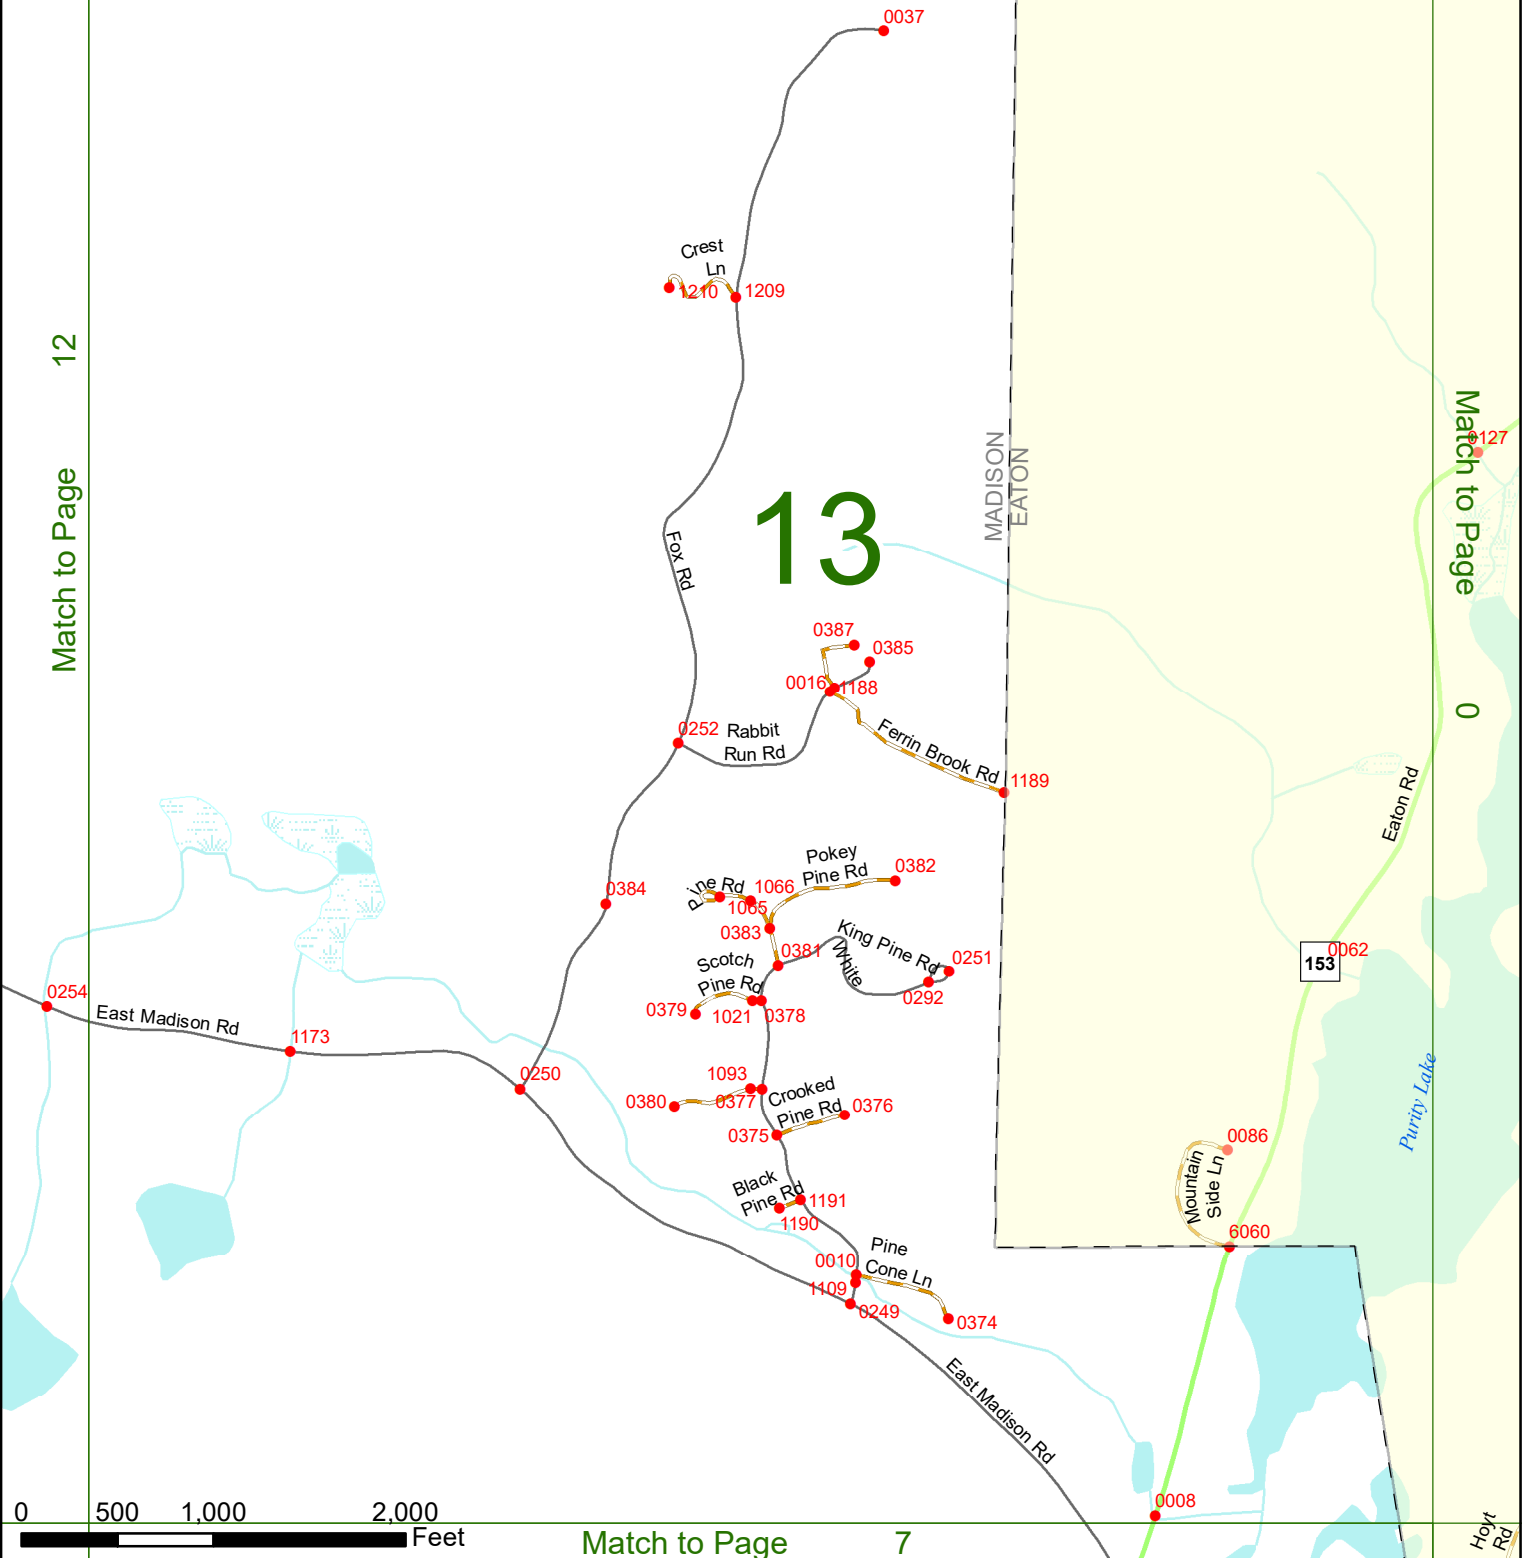 0037
Crest
Ln
1210
1209
12
Match to Page
MADISON
EATON
Match to Page
0127
0
13
Fox Rd
0387
0385
0016
1188
0252
Rabbit
Run Rd
Ferrin Brook Rd
1189
Eaton Rd
Pokey
Pine Rd
0382
0384
Pine Rd
1066
1065
0383
King Pine Rd
White
0381
0251
0292
Scotch
Pine Rd
0379
1021
0378
153
0062
0254
East Madison Rd
1173
0250
1093
0380
0377
Crooked
Pine Rd
0376
0375
Purity Lake
0086
Mountain
Side Ln
6060
Black
Pine Rd
1191
1190
Pine
Cone Ln
0010
1109
0249
0374
East Madison Rd
0008
Hoyt
Rd
0 500 1,000 2,000
Feet
Match to Page 7